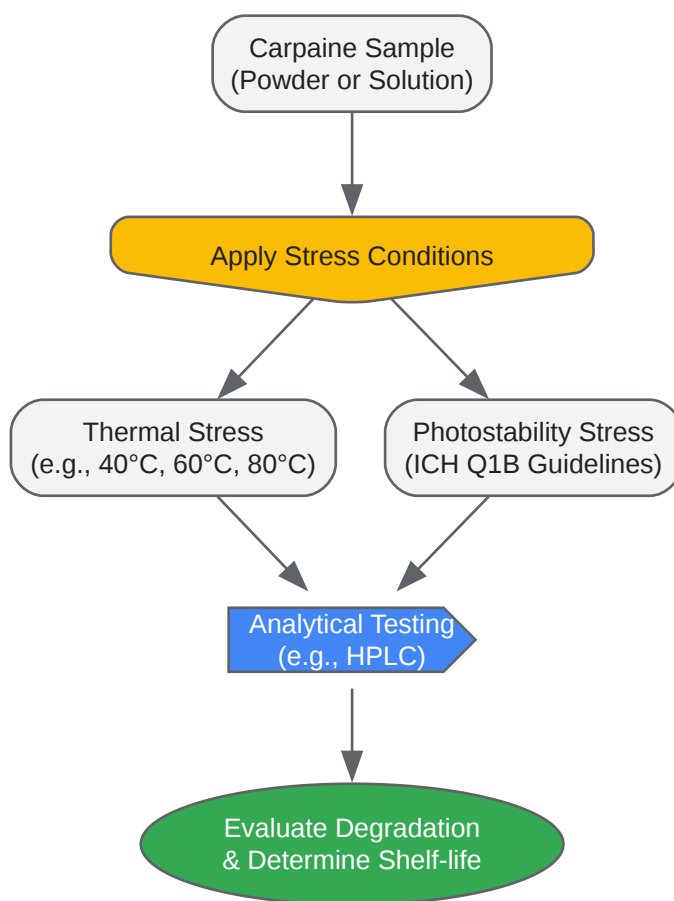 Carpaine Sample
(Powder or Solution)
Apply Stress Conditions
Thermal Stress
(e.g., 40°C, 60°C, 80°C)
Photostability Stress
(ICH Q1B Guidelines)
Analytical Testing
(e.g., HPLC)
Evaluate Degradation
& Determine Shelf-life